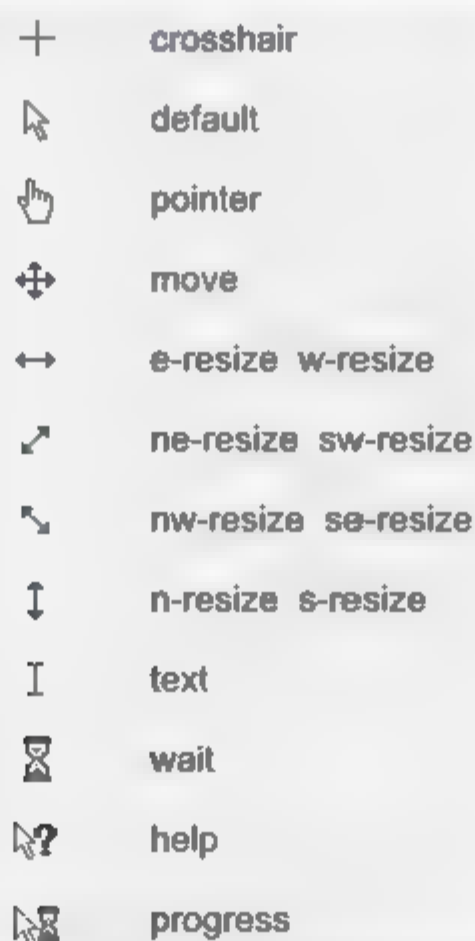 crosshair
default
pointer
move
e-resize w-resize
ne-resize sw-resize
nw-resize se-resize
n-resize s-resize
text
wait
help
progress